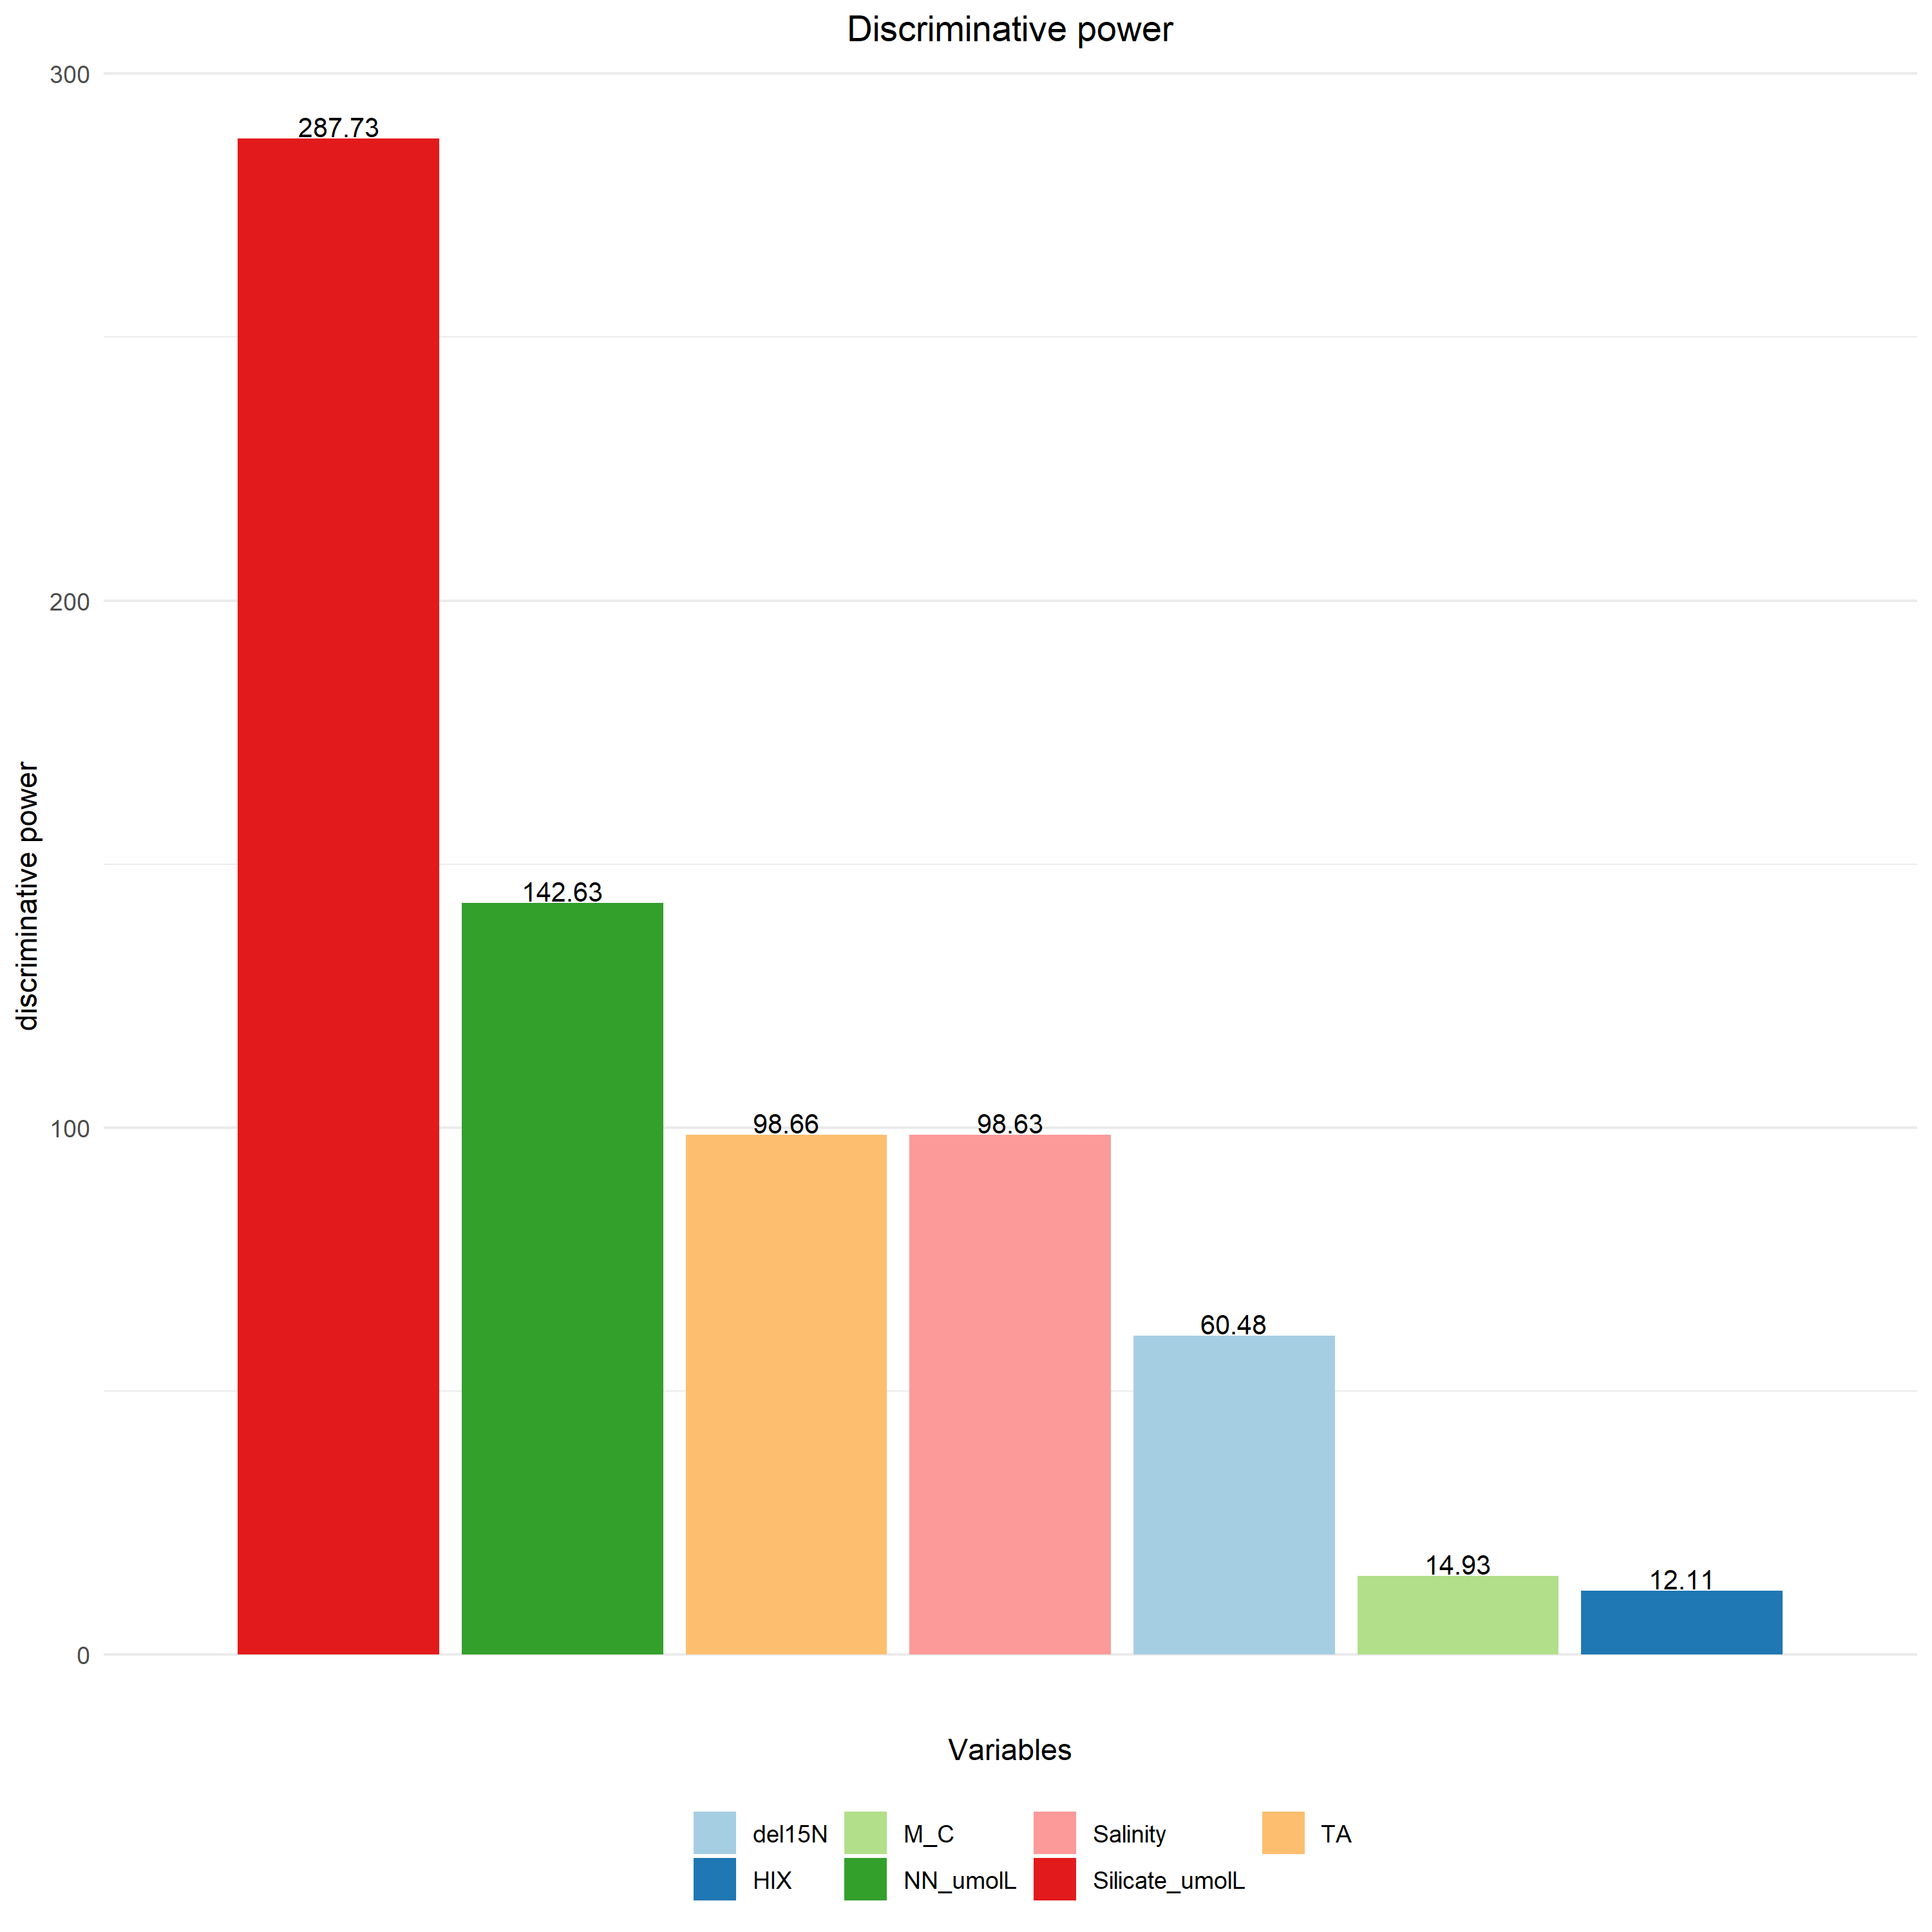 Discriminative power
300
287.73
200
discriminative power
142.63
100
98.66
98.63
60.48
14.93
12.11
0
Variables
del15N M_C Salinity TA
HIX NN_umolL Silicate_umolL